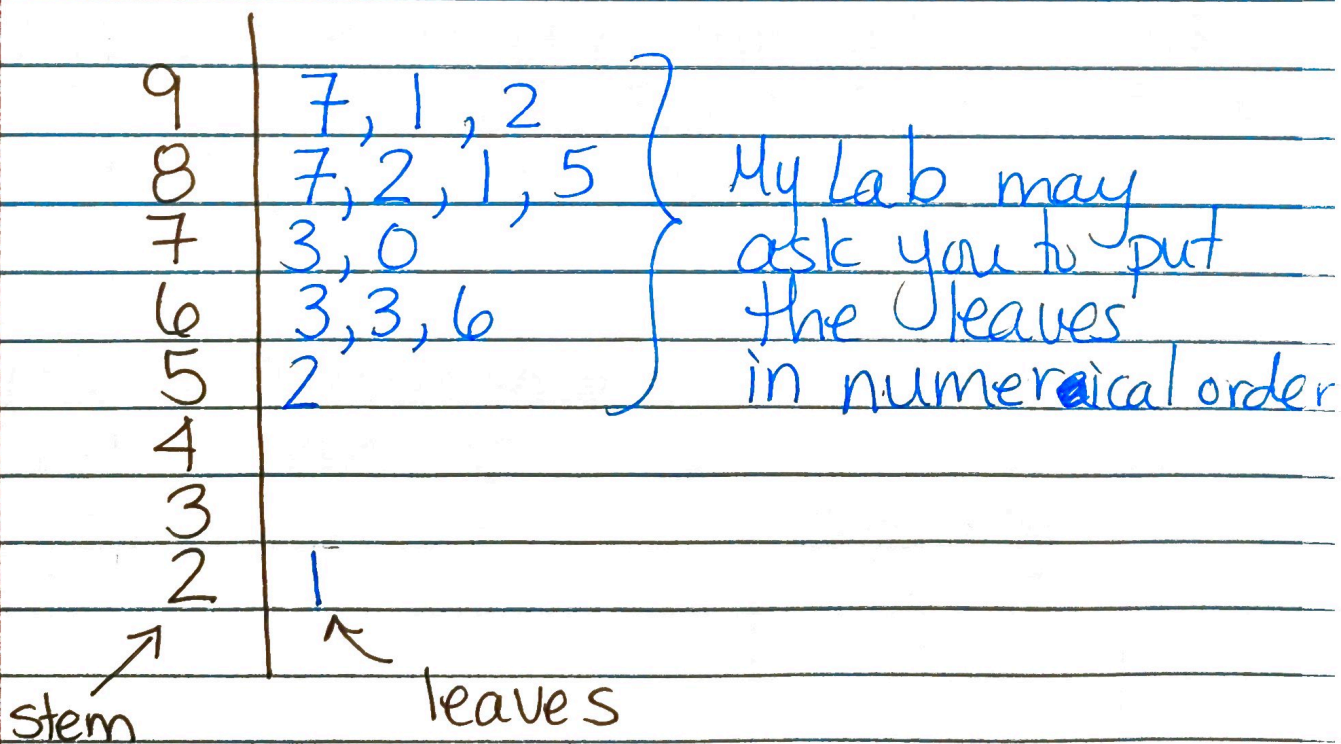 9 7, 1, 2
8 7, 2, 1, 5 My Lab may
7 3, 0 ask you to put
6 3, 3, 6 the leaves
5 2 in numerical order
4
3
2 1
stem leaves